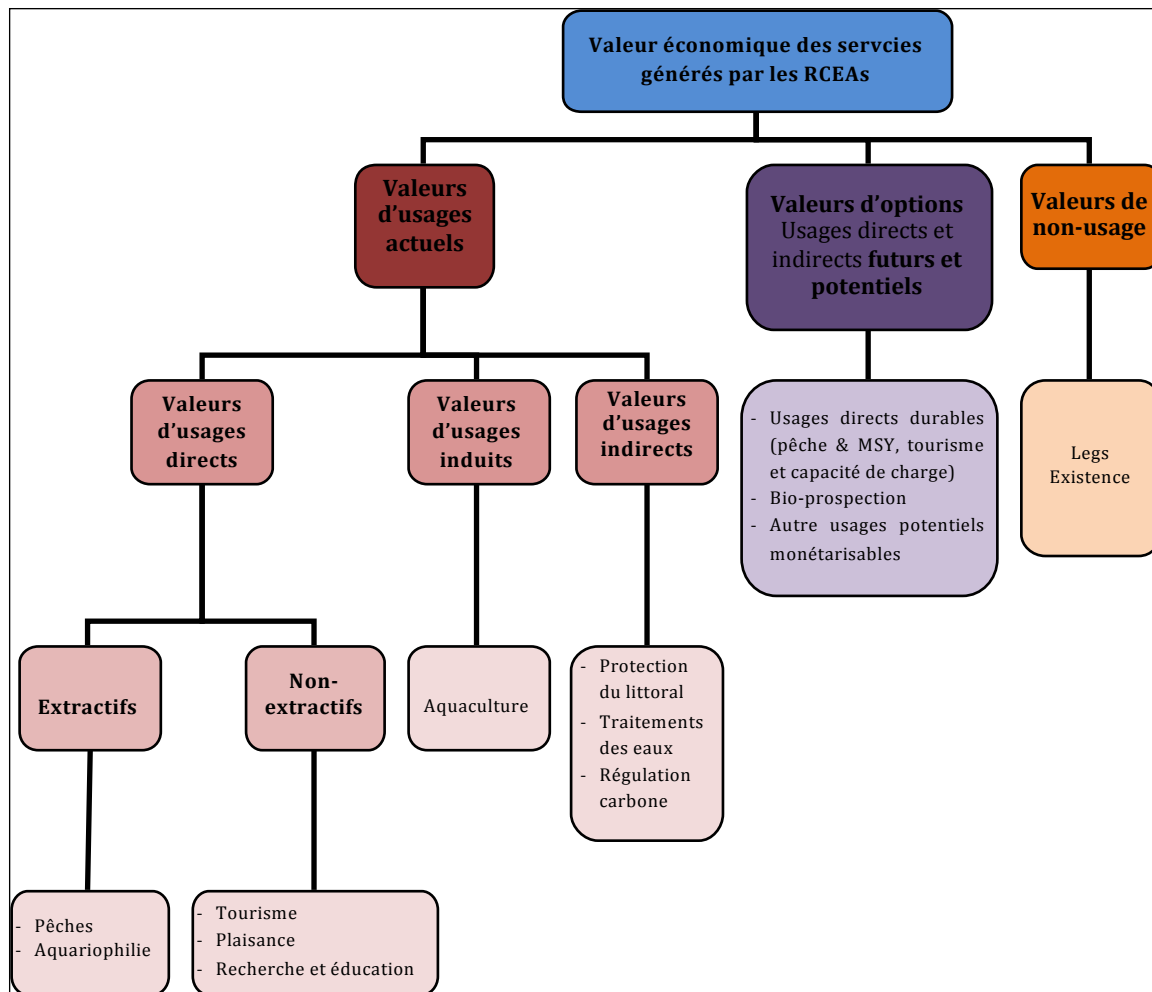 Valeur économique des servcies
générés par les RCEAs
Valeurs
d’usages
actuels
Valeurs d’options
Usages directs et
indirects futurs et
potentiels
Valeurs de
non-usage
Valeurs
d’usages
directs
Valeurs
d’usages
induits
Valeurs
d’usages
indirects
- Usages directs durables
(pêche & MSY, tourisme
et capacité de charge)
- Bio-prospection
- Autre usages potentiels
monétarisables
Legs
Existence
Extractifs
Non-
extractifs
Aquaculture
- Protection
du littoral
- Traitements
des eaux
- Régulation
carbone
- Pêches
- Aquariophilie
- Tourisme
- Plaisance
- Recherche et éducation